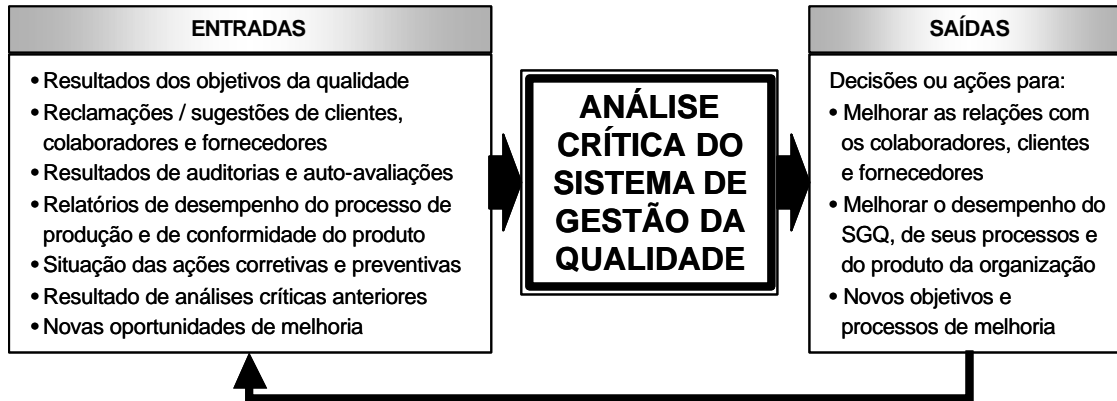 ENTRADAS
• Resultados dos objetivos da qualidade
• Reclamações / sugestões de clientes,
colaboradores e fornecedores
• Resultados de auditorias e auto-avaliações
• Relatórios de desempenho do processo de
produção e de conformidade do produto
• Situação das ações corretivas e preventivas
• Resultado de análises críticas anteriores
• Novas oportunidades de melhoria
ANÁLISE
CRÍTICA DO
SISTEMA DE
GESTÃO DA
QUALIDADE
SAÍDAS
Decisões ou ações para:
• Melhorar as relações com
os colaboradores, clientes
e fornecedores
• Melhorar o desempenho do
SGQ, de seus processos e
do produto da organização
• Novos objetivos e
processos de melhoria